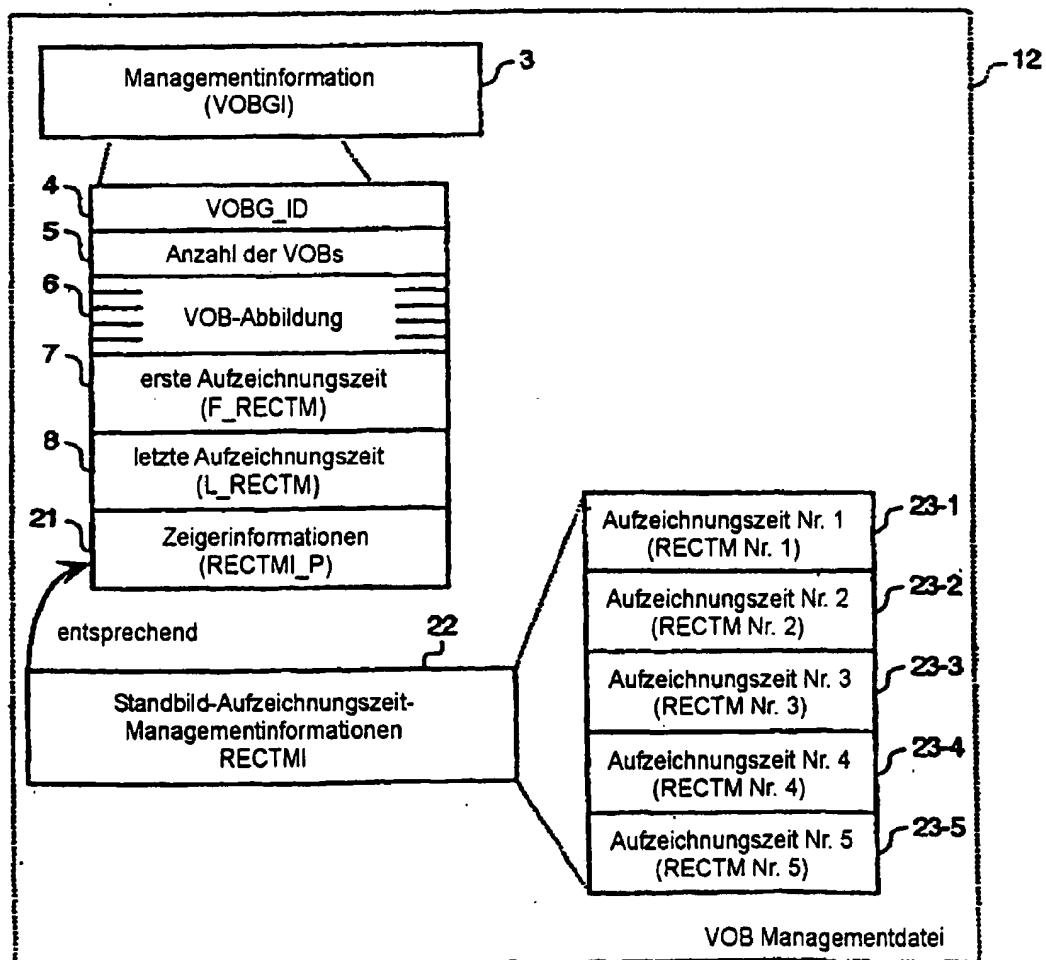 Managementinformation
(VOBGI)
3
12
4
VOBG_ID
5
Anzahl der VOBs
6
VOB-Abbildung
7
erste Aufzeichnungszeit
(F_RECTM)
8
letzte Aufzeichnungszeit
(L_RECTM)
21
Zeigerinformationen
(RECTMI_P)
entsprechend
22
Standbild-Aufzeichnungszeit-
Managementinformationen
RECTMI
Aufzeichnungszeit Nr. 1
(RECTM Nr. 1)
23-1
Aufzeichnungszeit Nr. 2
(RECTM Nr. 2)
23-2
Aufzeichnungszeit Nr. 3
(RECTM Nr. 3)
23-3
Aufzeichnungszeit Nr. 4
(RECTM Nr. 4)
23-4
Aufzeichnungszeit Nr. 5
(RECTM Nr. 5)
23-5
VOB Managementdatei